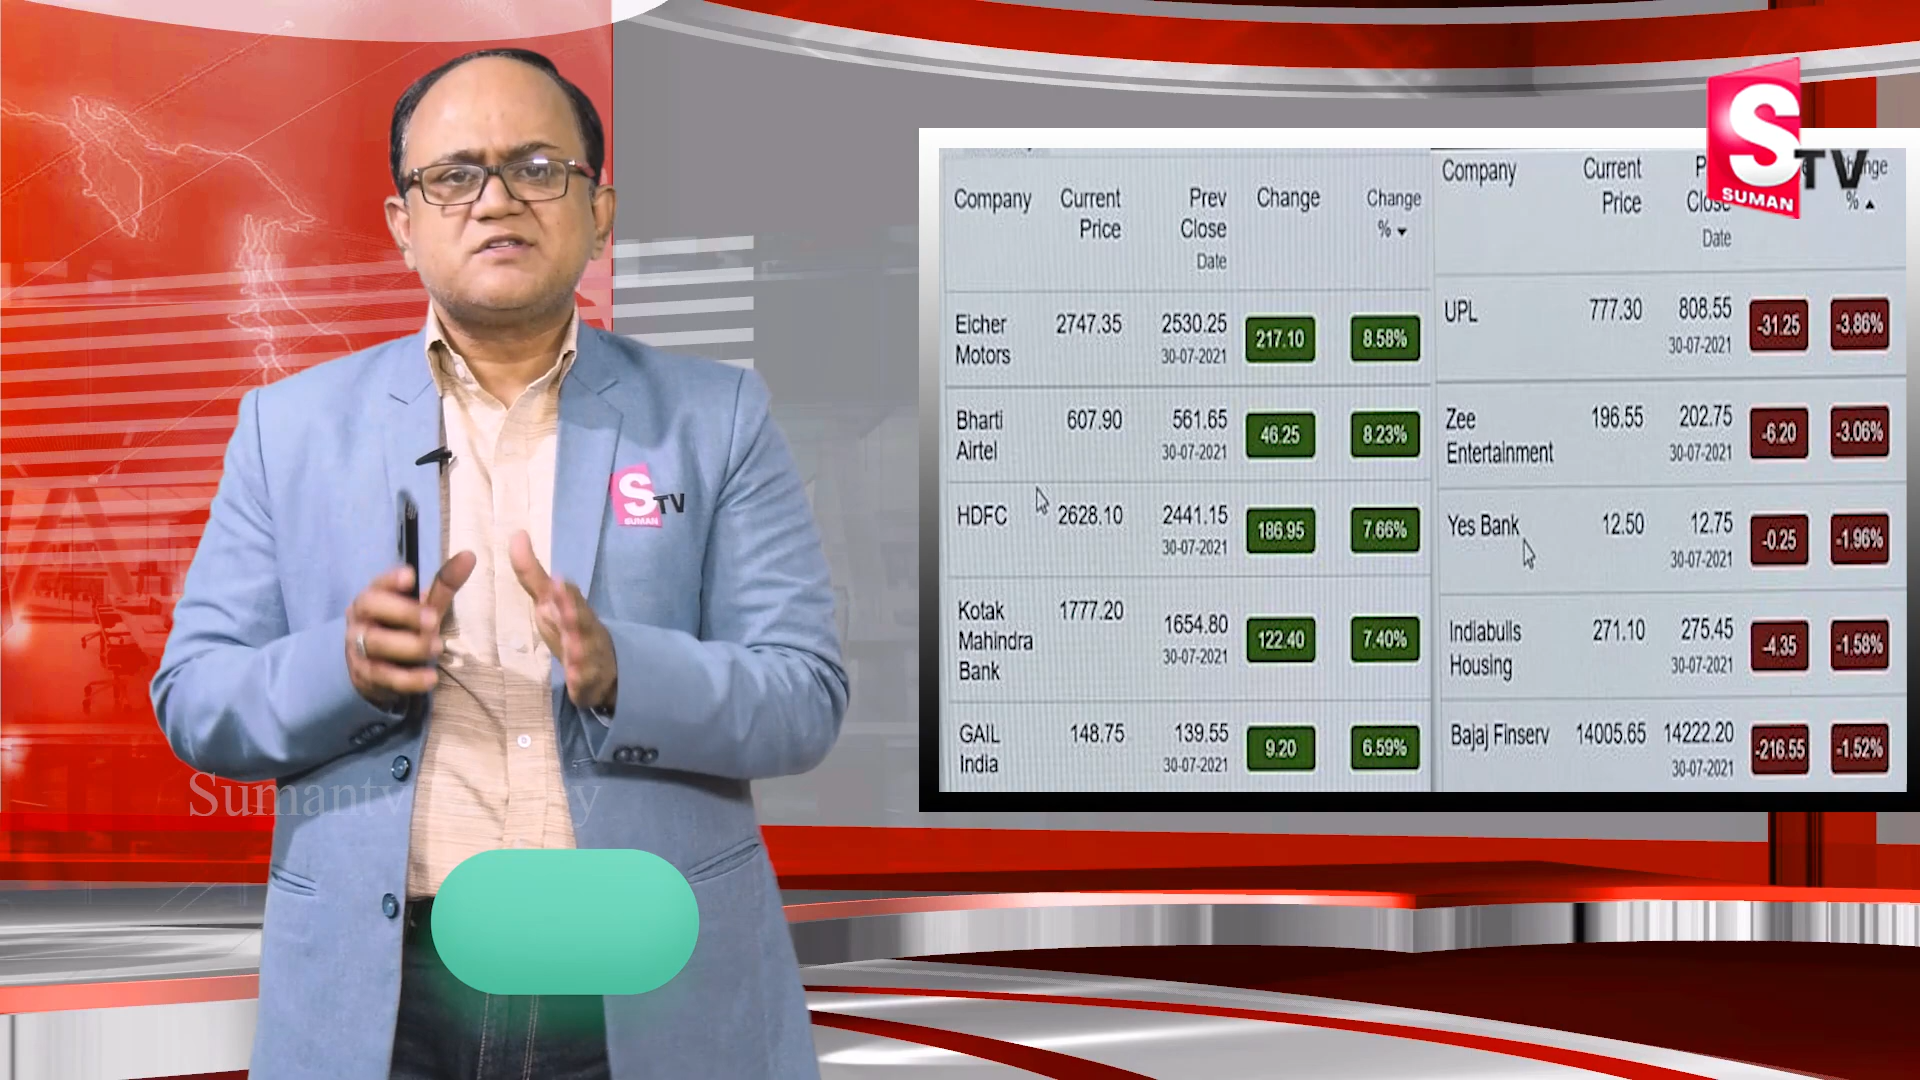 S
TV
SUMAN
Company Current Price Prev Close Date Change Change % ▼
Eicher Motors 2747.35 2530.25 30-07-2021 217.10 8.58%
Bharti Airtel 607.90 561.65 30-07-2021 46.25 8.23%
HDFC 2628.10 2441.15 30-07-2021 186.95 7.66%
Kotak Mahindra Bank 1777.20 1654.80 30-07-2021 122.40 7.40%
GAIL India 148.75 139.55 30-07-2021 9.20 6.59%
Company Current Price Close Date % ▲
UPL 777.30 808.55 30-07-2021 -31.25 -3.86%
Zee Entertainment 196.55 202.75 30-07-2021 -6.20 -3.06%
Yes Bank 12.50 12.75 30-07-2021 -0.25 -1.96%
Indiabulls Housing 271.10 275.45 30-07-2021 -4.35 -1.58%
Bajaj Finserv 14005.65 14222.20 30-07-2021 -216.55 -1.52%
S
TV
SUMAN
Sumantv